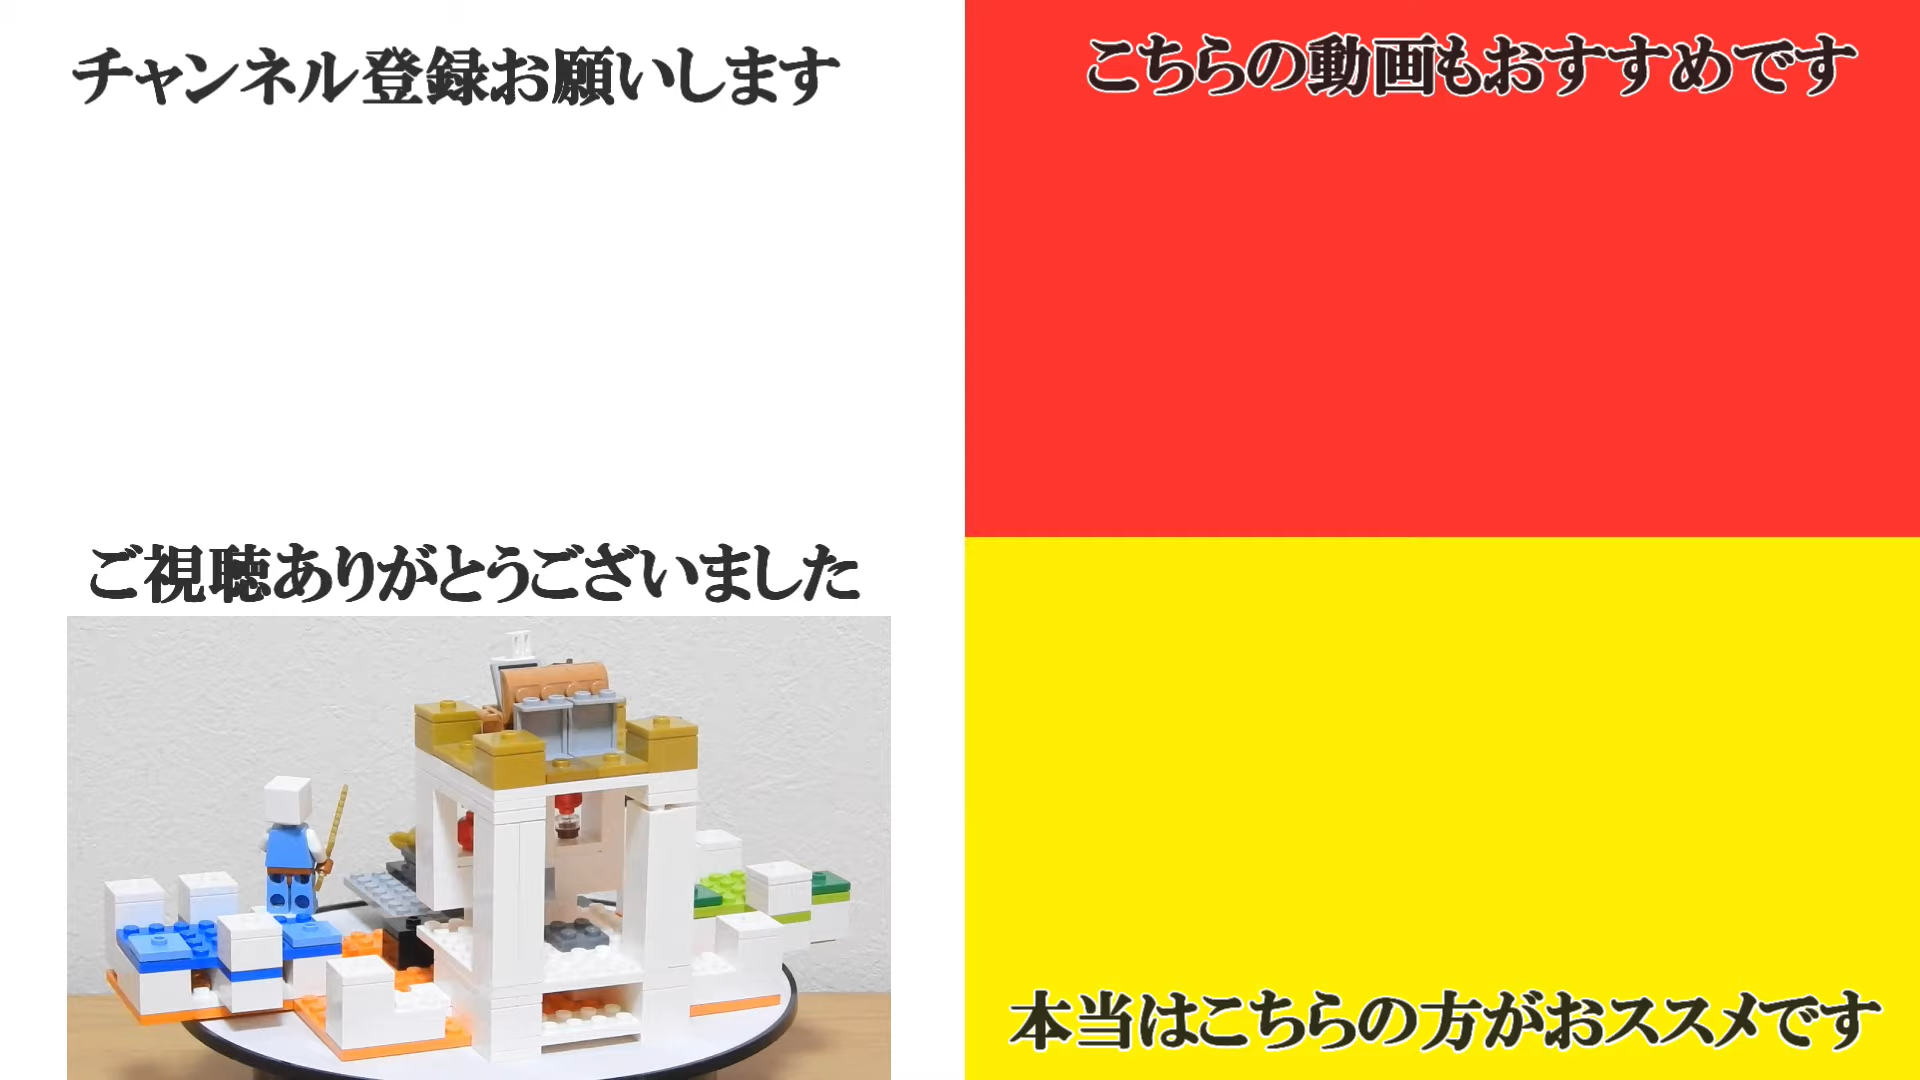 チャンネル登録お願いします
こちらの動画もおすすめです
ご視聴ありがとうございました
本当はこちらの方がおススメです